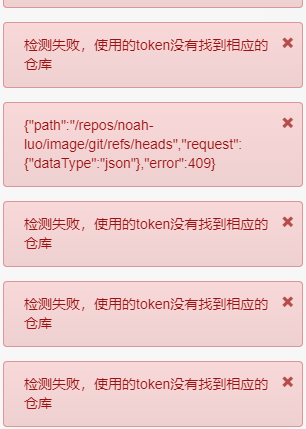 检测失败，使用的token没有找到相应的
仓库
{"path":"/repos/noah-
luo/image/git/refs/heads","request":
{"dataType":"json"},"error":409}
检测失败，使用的token没有找到相应的
仓库
检测失败，使用的token没有找到相应的
仓库
检测失败，使用的token没有找到相应的
仓库